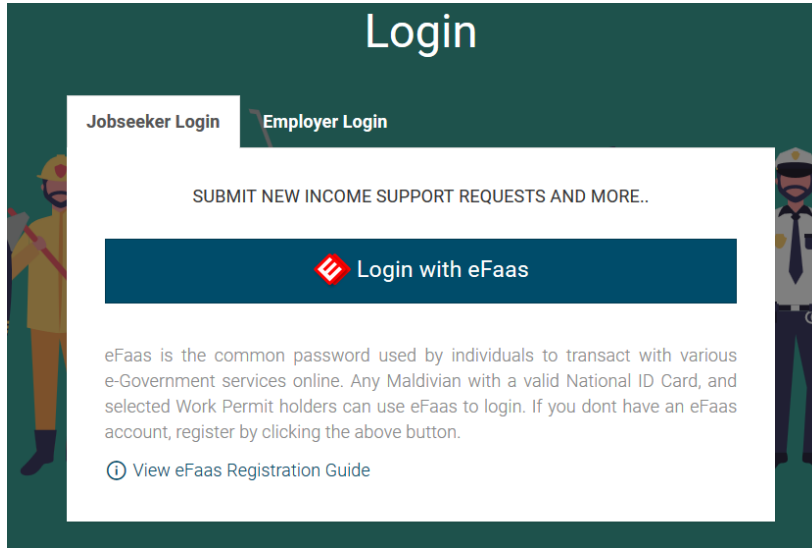 Login
Jobseeker Login
Employer Login
SUBMIT NEW INCOME SUPPORT REQUESTS AND MORE..
Login with eFaas
eFaas is the common password used by individuals to transact with various
e-Government services online. Any Maldivian with a valid National ID Card, and
selected Work Permit holders can use eFaas to login. If you dont have an eFaas
account, register by clicking the above button.
View eFaas Registration Guide